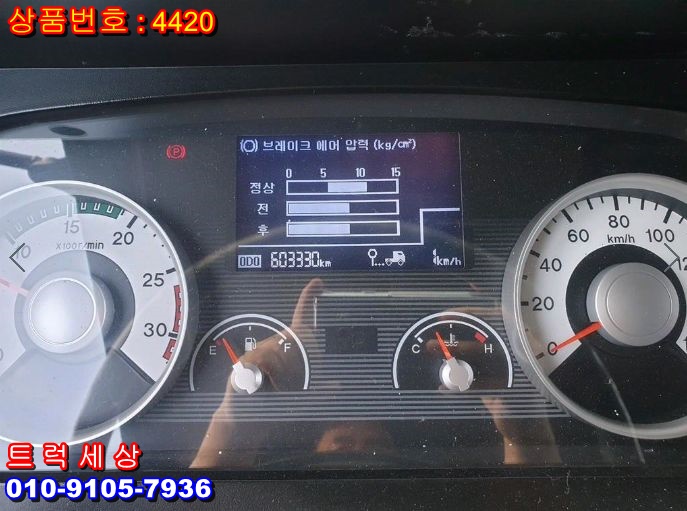 상품번호 : 4420
(P)
브레이크 에어 압력 (kg/㎠)
0 5 10 15
정상
전
후
ODO 603330km
km/h
10 15 20 25 30
X100r/min
E F
C H
0 20 40 60 80 100
km/h
트럭세상
010-9105-7936